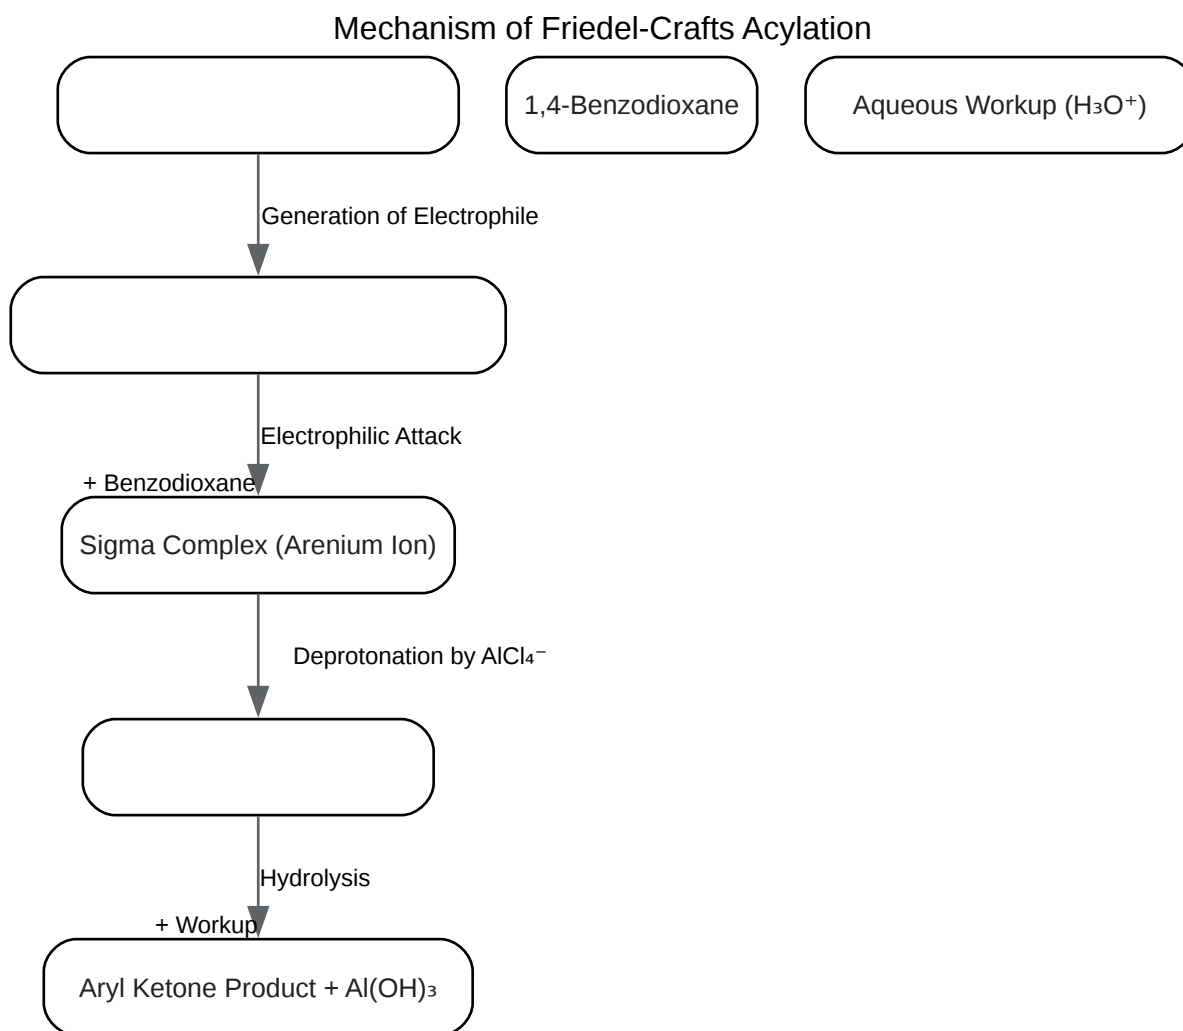 Mechanism of Friedel-Crafts Acylation
1,4-Benzodioxane
Aqueous Workup (H₃O⁺)
Generation of Electrophile
Electrophilic Attack
+ Benzodioxane
Sigma Complex (Arenium Ion)
Deprotonation by AlCl₄⁻
Hydrolysis
+ Workup
Aryl Ketone Product + Al(OH)₃